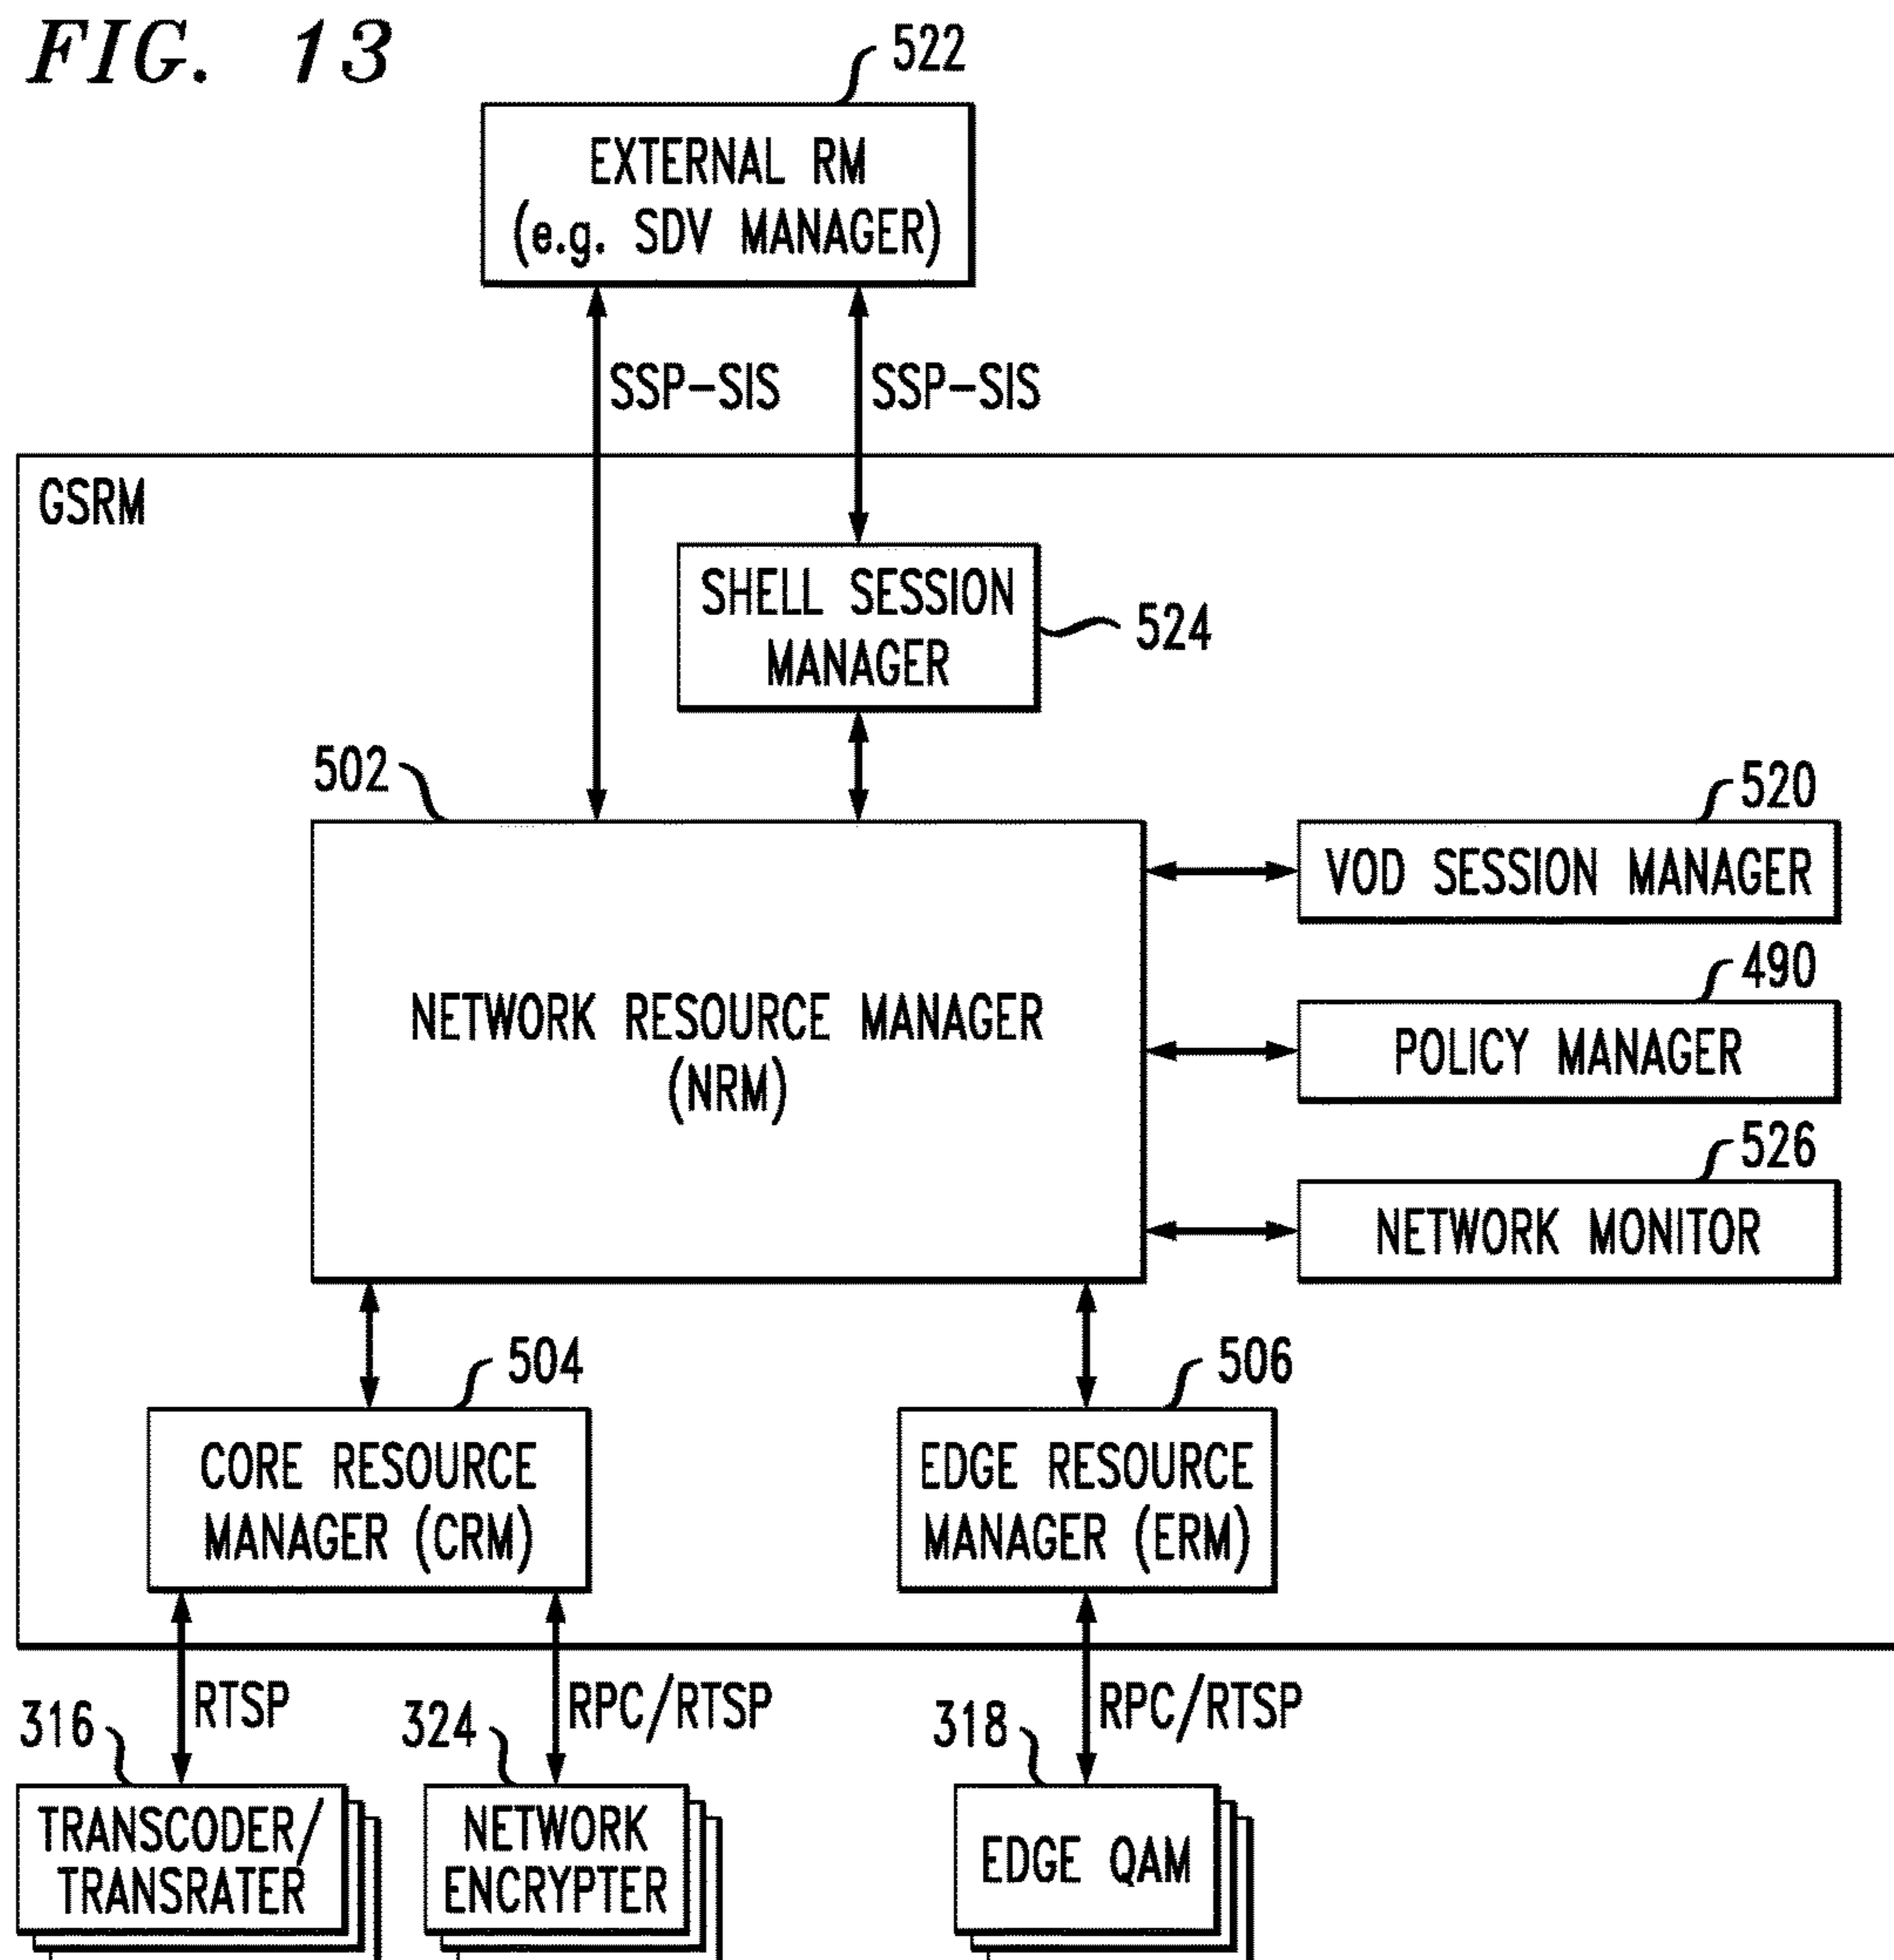 FIG. 13
522
EXTERNAL RM
(e.g. SDV MANAGER)
SSP-SIS
SSP-SIS
GSRM
SHELL SESSION
MANAGER
524
502
520
VOD SESSION MANAGER
NETWORK RESOURCE MANAGER
(NRM)
490
POLICY MANAGER
526
NETWORK MONITOR
504
CORE RESOURCE
MANAGER (CRM)
506
EDGE RESOURCE
MANAGER (ERM)
RTSP
RPC/RTSP
RPC/RTSP
316
TRANSCODER/
TRANSRATER
324
NETWORK
ENCRYPTER
318
EDGE QAM